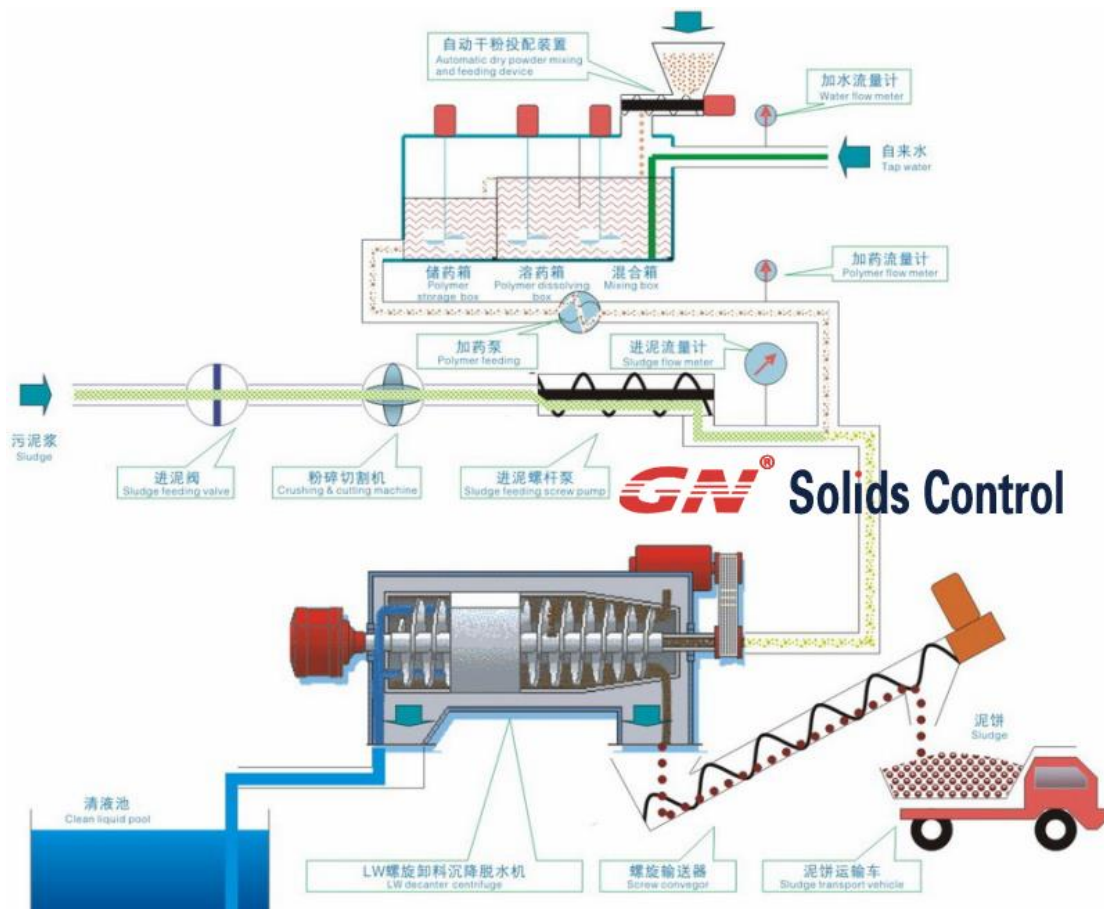 自动干粉投配装置
Automatic dry powder mixing
and feeding device
加水流量计
Water flow meter
自来水
Tap water
储药箱
Polymer
storage box
溶药箱
Polymer dissolving
box
混合箱
Mixing box
加药流量计
Polymer flow meter
加药泵
Polymer feeding
进泥流量计
Sludge flow meter
污泥浆
Sludge
进泥阀
Sludge feeding valve
粉碎切割机
Crushing & cutting machine
进泥螺杆泵
Sludge feeding screw pump
GN® Solids Control
泥饼
Sludge
清液池
Clean liquid pool
LW螺旋卸料沉降脱水机
LW decanter centrifuge
螺旋输送器
Screw convegor
泥饼运输车
Sludge transport vehicle